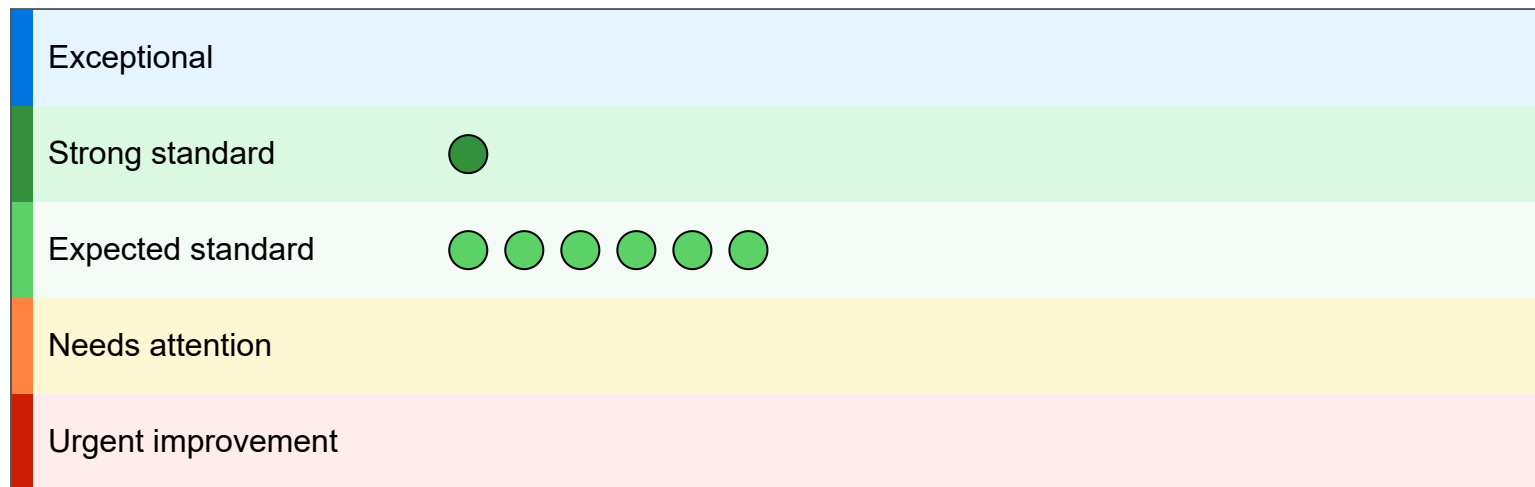 Exceptional
Strong standard
Expected standard
Needs attention
Urgent improvement